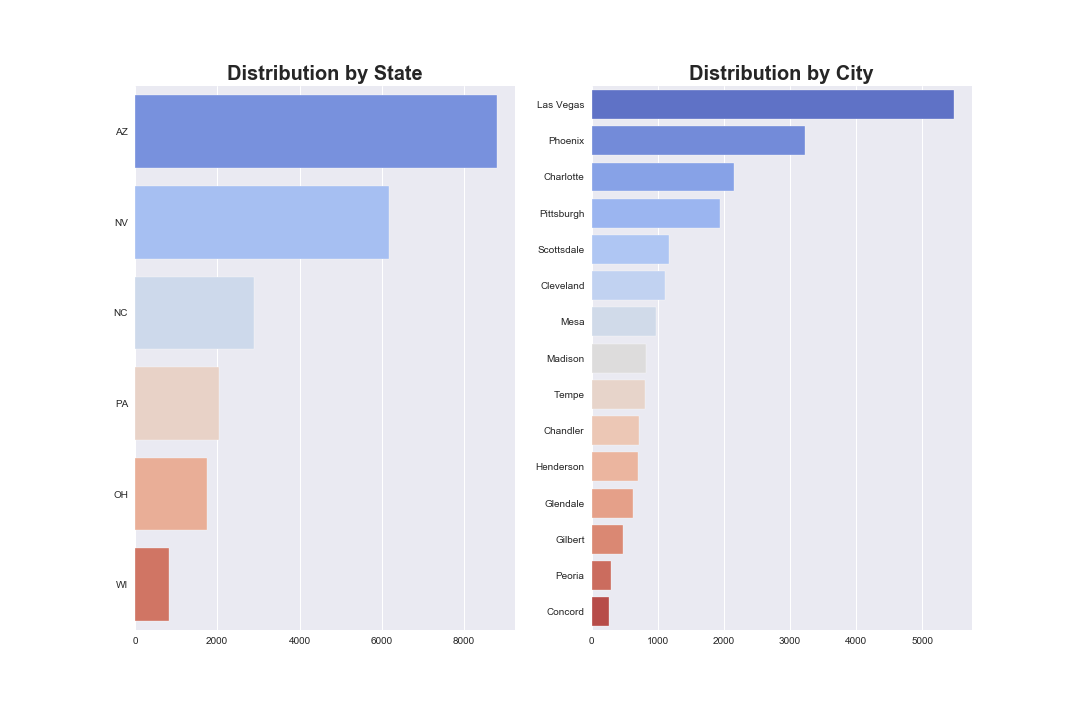 Distribution by State
AZ
NV
NC
PA
OH
WI
0 2000 4000 6000 8000
Distribution by City
Las Vegas
Phoenix
Charlotte
Pittsburgh
Scottsdale
Cleveland
Mesa
Madison
Tempe
Chandler
Henderson
Glendale
Gilbert
Peoria
Concord
0 1000 2000 3000 4000 5000